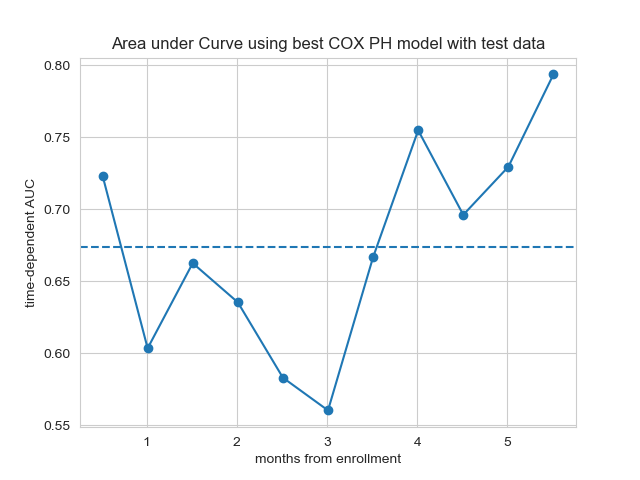 Area under Curve using best COX PH model with test data
0.80
0.75
0.70
0.65
0.60
0.55
time-dependent AUC
1 2 3 4 5
months from enrollment